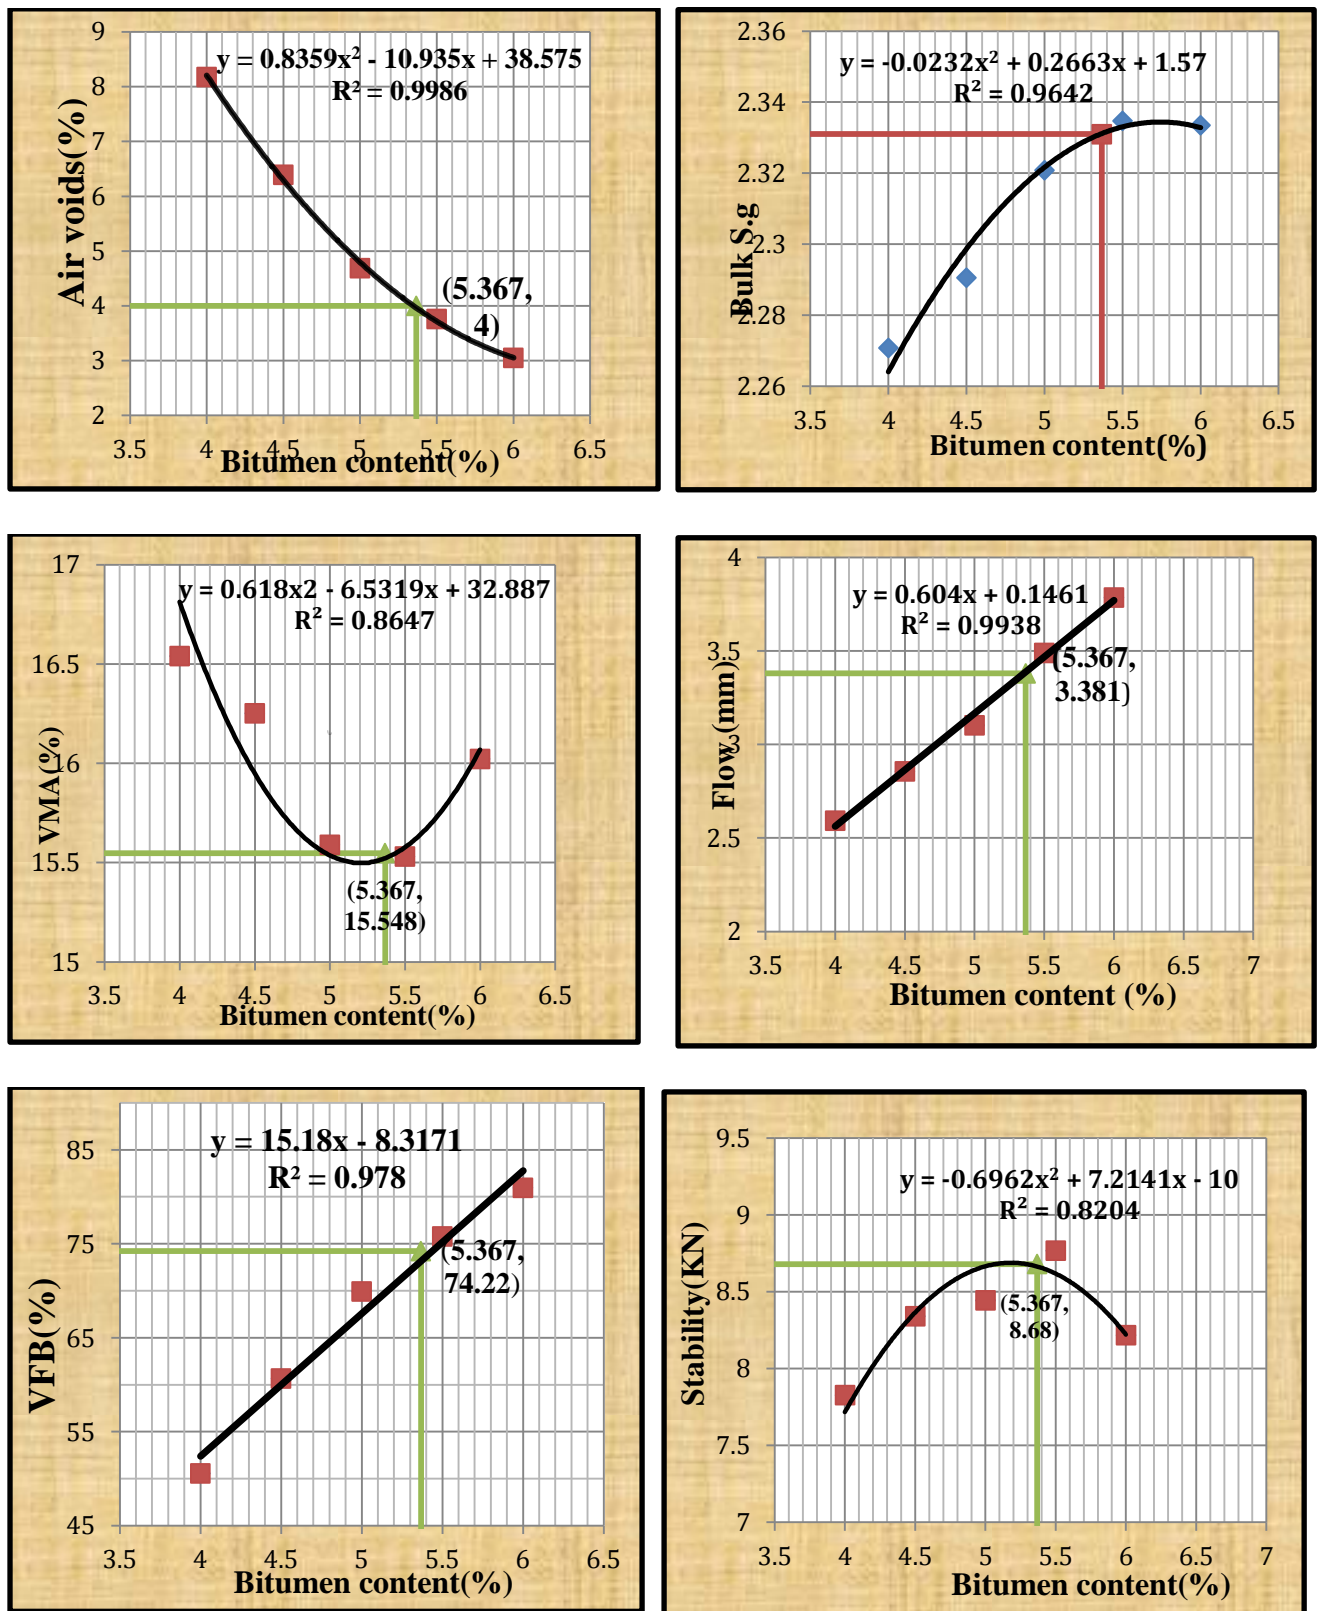 9
8
7
6
5
4
3
2
3.5 4 4.5 5 5.5 6 6.5
Air voids(%)
Bitumen content(%)
y = 0.8359x² - 10.935x + 38.575
R² = 0.9986
(5.367,
4)
2.36
2.34
2.32
2.3
2.28
2.26
3.5 4 4.5 5 5.5 6 6.5
Bulk S.g
Bitumen content(%)
y = -0.0232x² + 0.2663x + 1.57
R² = 0.9642
17
16.5
16
15.5
15
3.5 4 4.5 5 5.5 6 6.5
VMA(%)
Bitumen content(%)
y = 0.618x2 - 6.5319x + 32.887
R² = 0.8647
(5.367,
15.548)
4
3.5
3
2.5
2
3.5 4 4.5 5 5.5 6 6.5 7
Flow (mm)
Bitumen content (%)
y = 0.604x + 0.1461
R² = 0.9938
(5.367,
3.381)
85
75
65
55
45
3.5 4 4.5 5 5.5 6 6.5
VFB(%)
Bitumen content(%)
y = 15.18x - 8.3171
R² = 0.978
(5.367,
74.22)
9.5
9
8.5
8
7.5
7
3.5 4 4.5 5 5.5 6 6.5 7
Stability(KN)
Bitumen content(%)
y = -0.6962x² + 7.2141x - 10
R² = 0.8204
(5.367,
8.68)